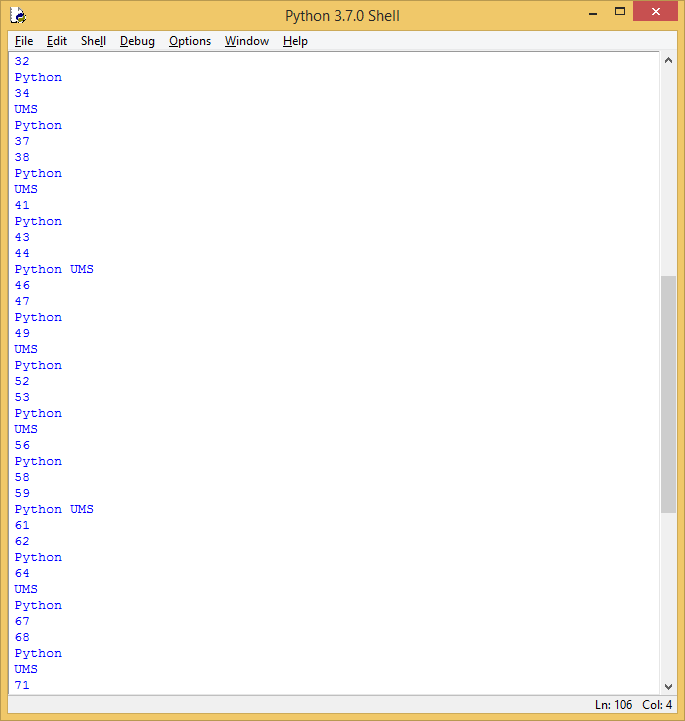 Python 3.7.0 Shell
File Edit Shell Debug Options Window Help
32
Python
34
UMS
Python
37
38
Python
UMS
41
Python
43
44
Python UMS
46
47
Python
49
UMS
Python
52
53
Python
UMS
56
Python
58
59
Python UMS
61
62
Python
64
UMS
Python
67
68
Python
UMS
71
Ln: 106 Col: 4